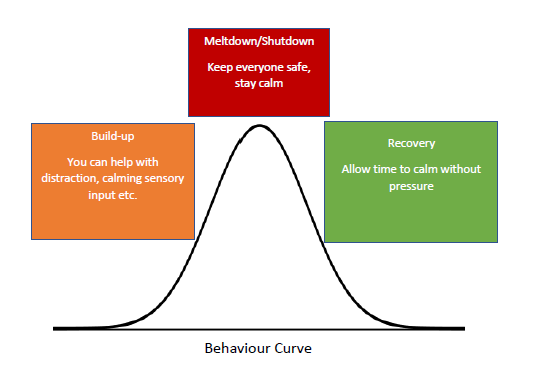 Meltdown/Shutdown
Keep everyone safe,
stay calm
Build-up
You can help with
distraction, calming sensory
input etc.
Recovery
Allow time to calm without
pressure
Behaviour Curve